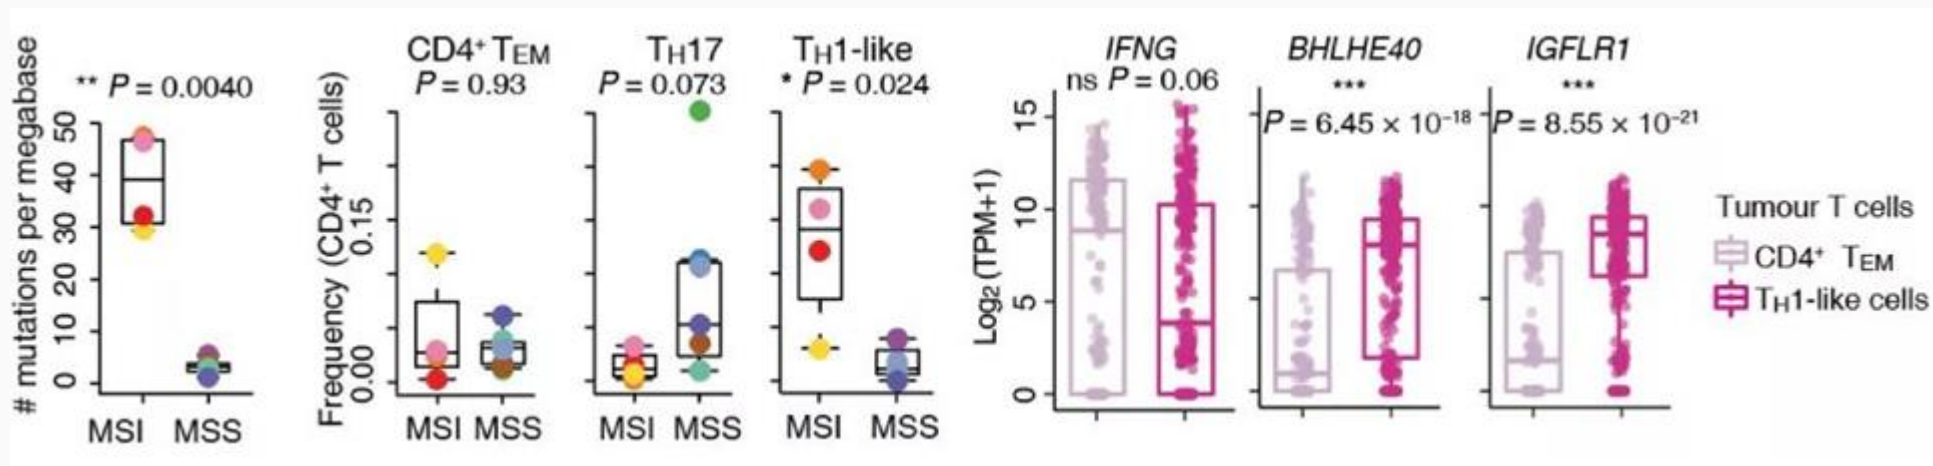 # mutations per megabase
** P = 0.0040
50
40
30
20
10
0
MSI MSS
Frequency (CD4⁺ T cells)
0.15
0.00
CD4⁺ TEM
P = 0.93
MSI MSS
TH17
P = 0.073
MSI MSS
TH1-like
* P = 0.024
MSI MSS
Log₂ (TPM+1)
15
10
5
0
IFNG
ns P = 0.06
BHLHE40
***
P = 6.45 × 10⁻¹⁸
IGFLR1
***
P = 8.55 × 10⁻²¹
Tumour T cells
CD4⁺ TEM
TH1-like cells